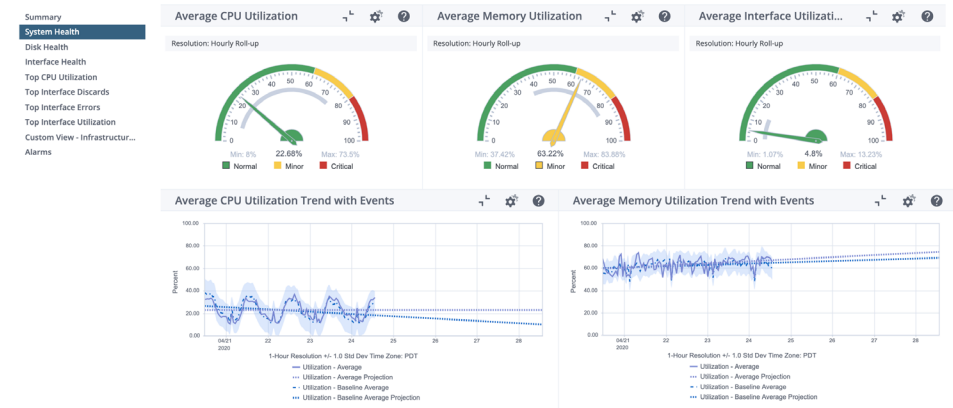 Summary
System Health
Disk Health
Interface Health
Top CPU Utilization
Top Interface Discards
Top Interface Errors
Top Interface Utilization
Custom View - Infrastructur...
Alarms
Average CPU Utilization
Resolution: Hourly Roll-up
0 20 30 40 50 60 70 80 90 100
Min: 8% 22.68% Max: 73.5%
Normal Minor Critical
Average Memory Utilization
Resolution: Hourly Roll-up
0 20 30 40 50 60 70 80 90 100
Min: 37.42% 63.22% Max: 83.88%
Normal Minor Critical
Average Interface Utilizati...
Resolution: Hourly Roll-up
0 20 30 40 50 60 70 80 90 100
Min: 1.07% 4.8% Max: 13.23%
Normal Minor Critical
Average CPU Utilization Trend with Events
Percent
100.00
80.00
60.00
40.00
20.00
0.00
04/21 22 23 24 25 26 27 28
2020
1-Hour Resolution +/- 1.0 Std Dev Time Zone: PDT
Utilization - Average
Utilization - Average Projection
Utilization - Baseline Average
Utilization - Baseline Average Projection
Average Memory Utilization Trend with Events
Percent
100.00
80.00
60.00
40.00
20.00
0.00
04/21 22 23 24 25 26 27 28
2020
1-Hour Resolution +/- 1.0 Std Dev Time Zone: PDT
Utilization - Average
Utilization - Average Projection
Utilization - Baseline Average
Utilization - Baseline Average Projection